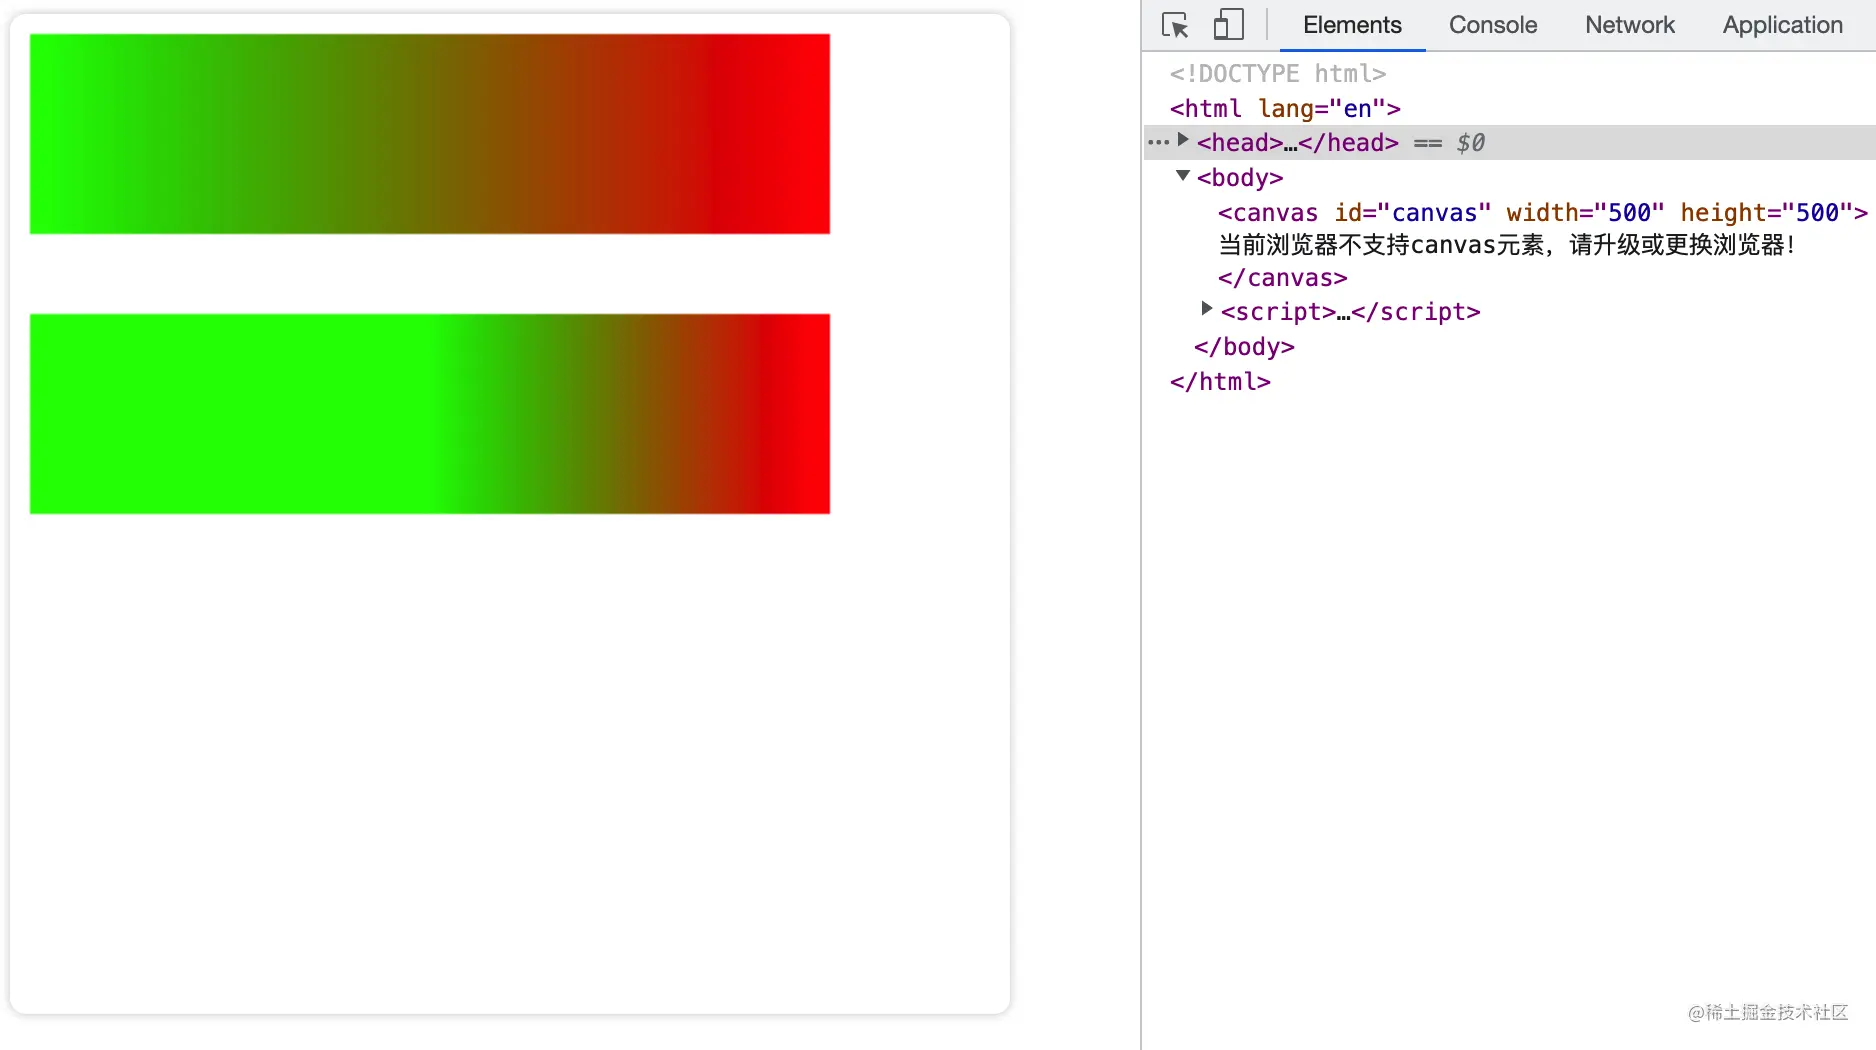 Elements Console Network Application
<!DOCTYPE html>
<html lang="en">
<head>…</head> == $0
<body>
<canvas id="canvas" width="500" height="500">
当前浏览器不支持canvas元素，请升级或更换浏览器！
</canvas>
<script>…</script>
</body>
</html>
@稀土掘金技术社区